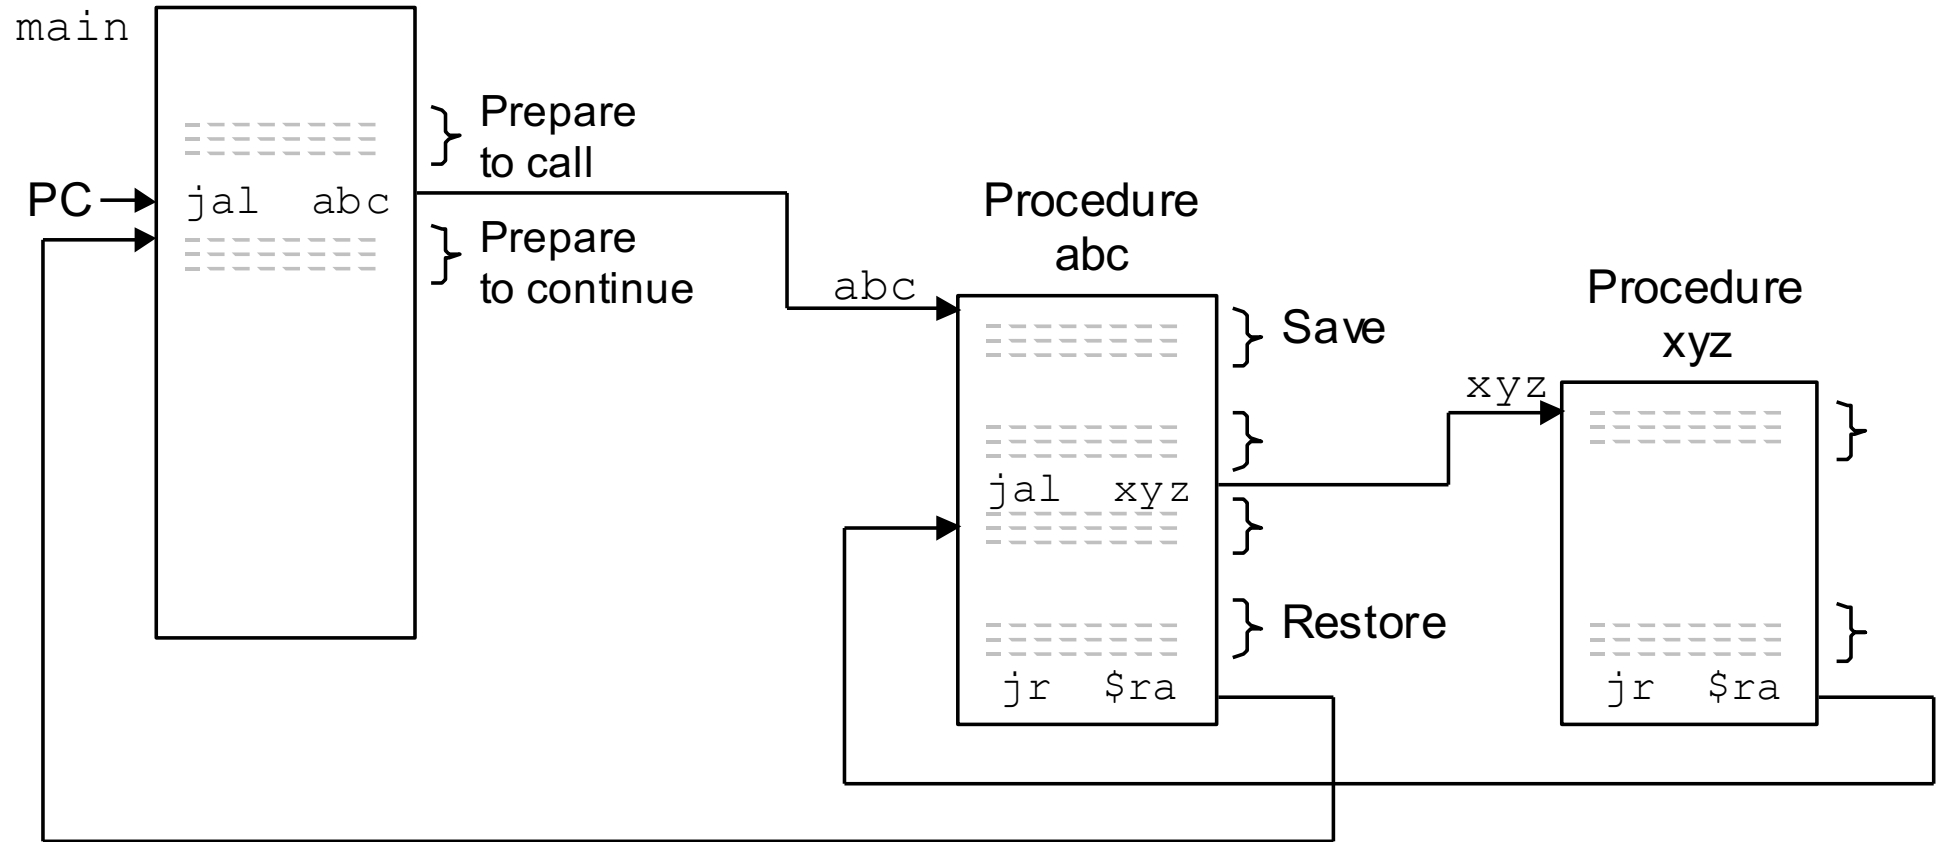 main
Prepare
to call
PC
jal abc
Prepare
to continue
abc
Procedure
abc
Save
jal xyz
Restore
jr $ra
Procedure
xyz
xyz
jr $ra